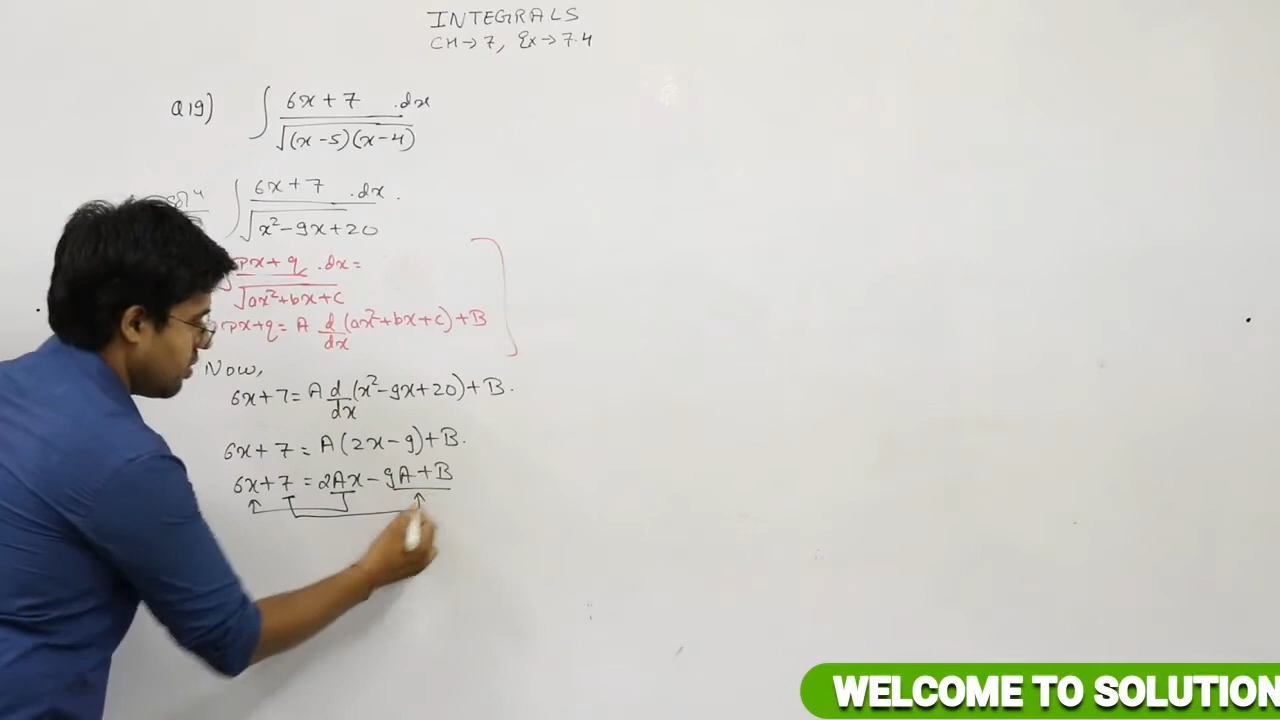 INTEGRALS
CH→7, Ex→7.4
Q19) ∫ 6x+7 .dx / √(x-5)(x-4)
Solⁿ ∫ 6x+7 .dx. / √x²-9x+20
px+q .dx= / √ax²+bx+c
px+q= A d/dx (ax²+bx+c)+B
Now,
6x+7= A d/dx (x²-9x+20)+B.
6x+7 = A(2x-9)+B.
6x+7 = 2Ax-9A+B
WELCOME TO SOLUTION